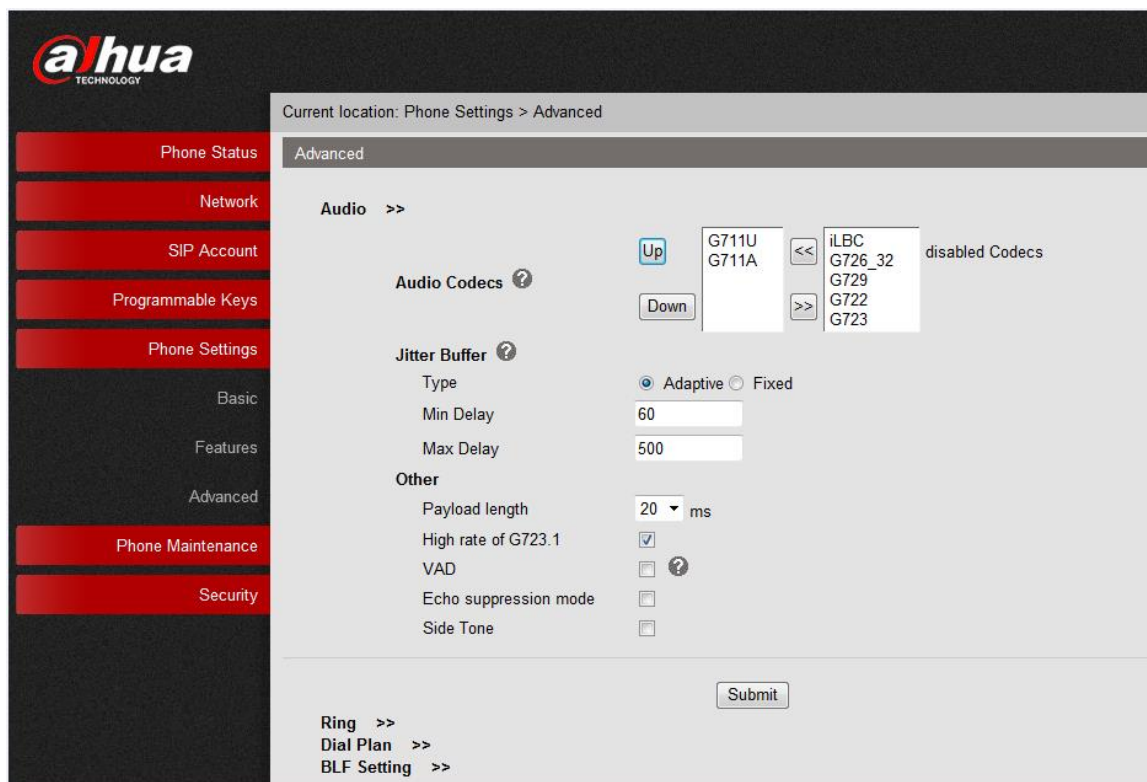 alhua
TECHNOLOGY
Current location: Phone Settings > Advanced
Phone Status
Network
SIP Account
Programmable Keys
Phone Settings
Basic
Features
Advanced
Phone Maintenance
Security
Advanced
Audio >>
Audio Codecs ?
Up
Down
G711U
G711A
<<
>>
iLBC
G726_32
G729
G722
G723
disabled Codecs
Jitter Buffer ?
Type Adaptive Fixed
Min Delay 60
Max Delay 500
Other
Payload length 20 ms
High rate of G723.1
VAD ?
Echo suppression mode
Side Tone
Submit
Ring >>
Dial Plan >>
BLF Setting >>